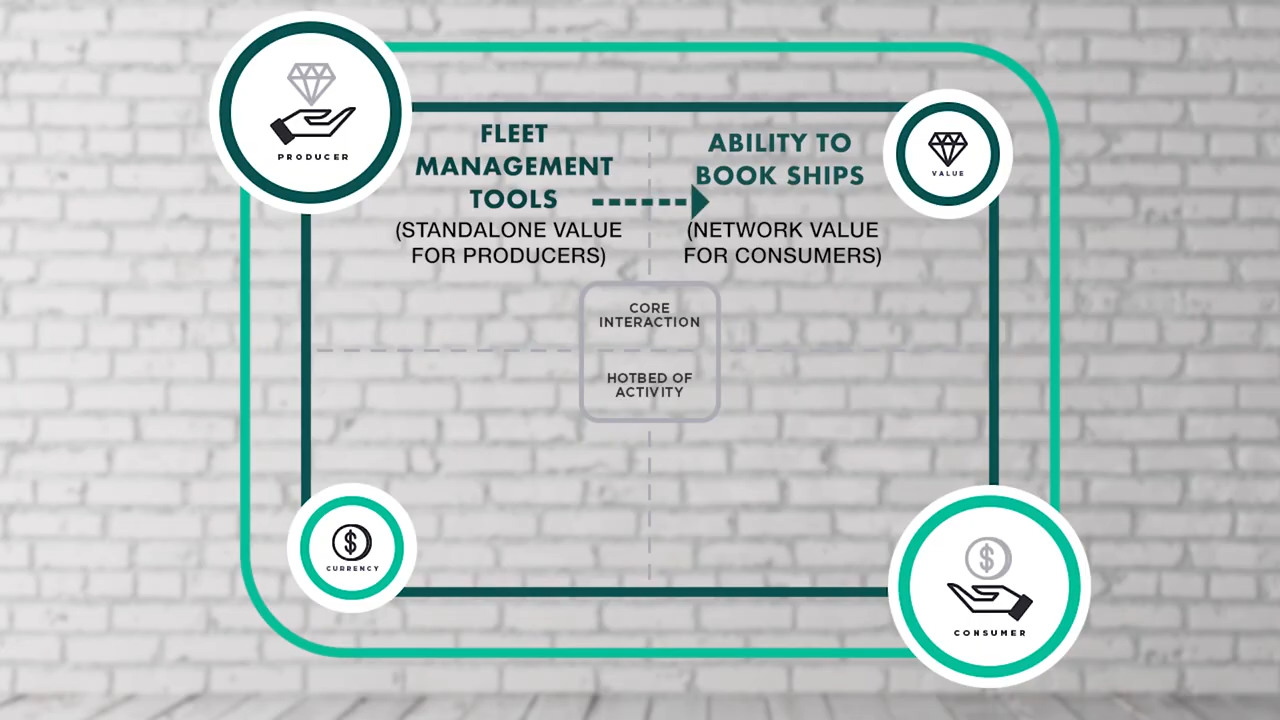 PRODUCER
FLEET
MANAGEMENT
TOOLS
(STANDALONE VALUE
FOR PRODUCERS)
ABILITY TO
BOOK SHIPS
(NETWORK VALUE
FOR CONSUMERS)
VALUE
CORE
INTERACTION
HOTBED OF
ACTIVITY
CURRENCY
CONSUMER